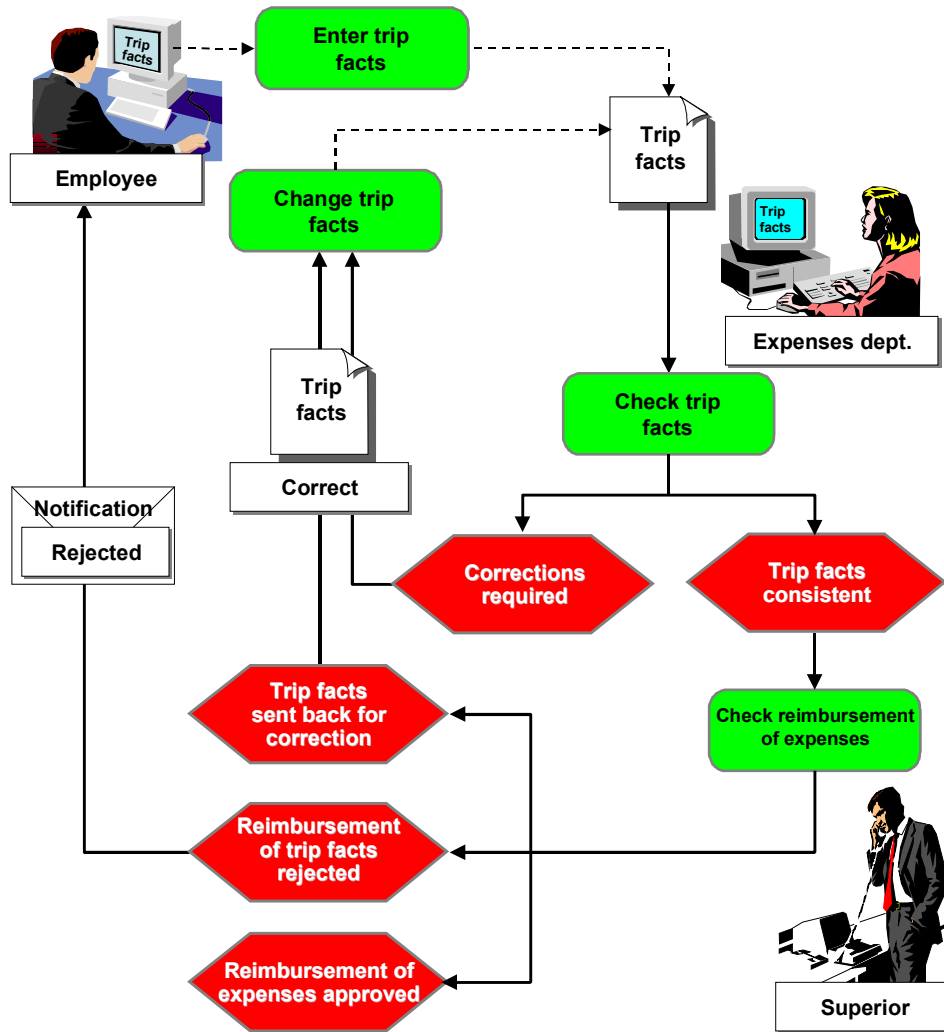 Trip
facts
Enter trip
facts
Trip
facts
Employee
Change trip
facts
Trip
facts
Expenses dept.
Trip
facts
Check trip
facts
Correct
Notification
Rejected
Corrections
required
Trip facts
consistent
Trip facts
sent back for
correction
Check reimbursement
of expenses
Reimbursement
of trip facts
rejected
Reimbursement of
expenses approved
Superior